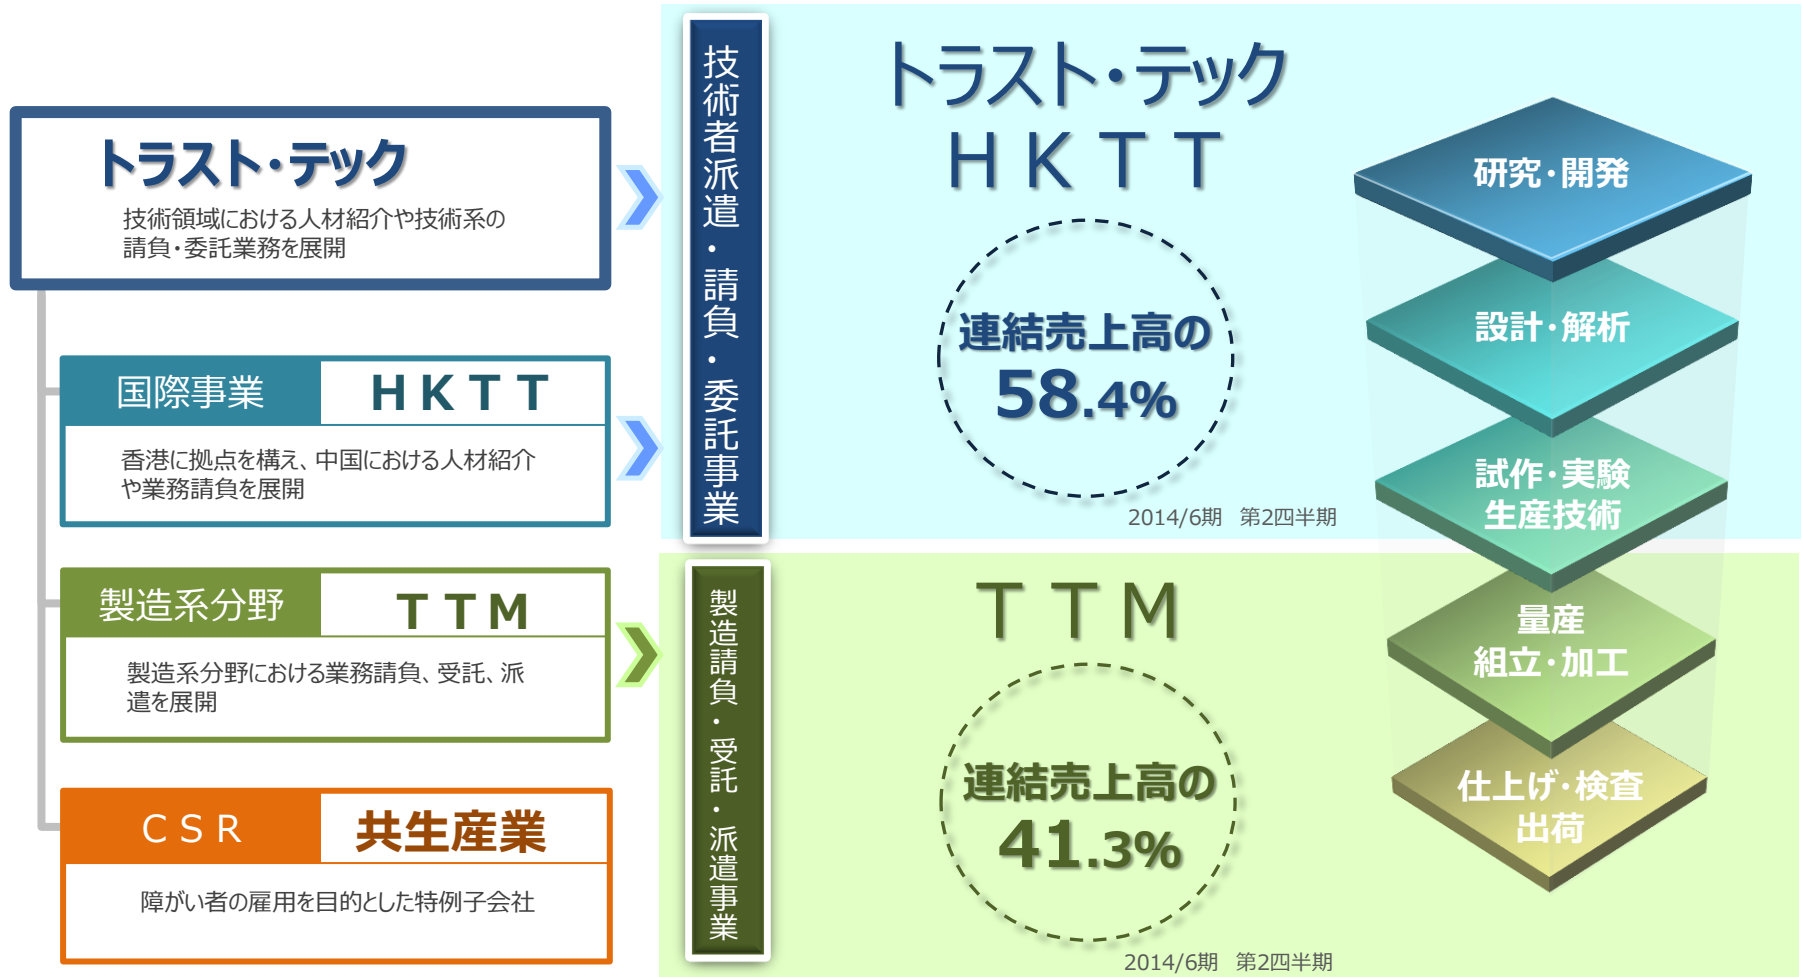 トラスト・テック
技術領域における人材紹介や技術系の
請負・委託業務を展開
国際事業
ＨＫＴＴ
香港に拠点を構え、中国における人材紹介
や業務請負を展開
製造系分野
ＴＴＭ
製造系分野における業務請負、受託、派
遣を展開
ＣＳＲ
共生産業
障がい者の雇用を目的とした特例子会社
技術者派遣・請負・委託事業
トラスト・テック
ＨＫＴＴ
連結売上高の
58.4%
2014/6期 第2四半期
製造請負・受託・派遣事業
ＴＴＭ
連結売上高の
41.3%
2014/6期 第2四半期
研究・開発
設計・解析
試作・実験
生産技術
量産
組立・加工
仕上げ・検査
出荷